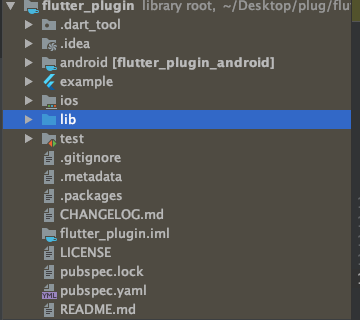 flutter_plugin library root, ~/Desktop/plug/flut
.dart_tool
.idea
android [flutter_plugin_android]
example
ios
lib
test
.gitignore
.metadata
.packages
CHANGELOG.md
flutter_plugin.iml
LICENSE
pubspec.lock
YML pubspec.yaml
README.md